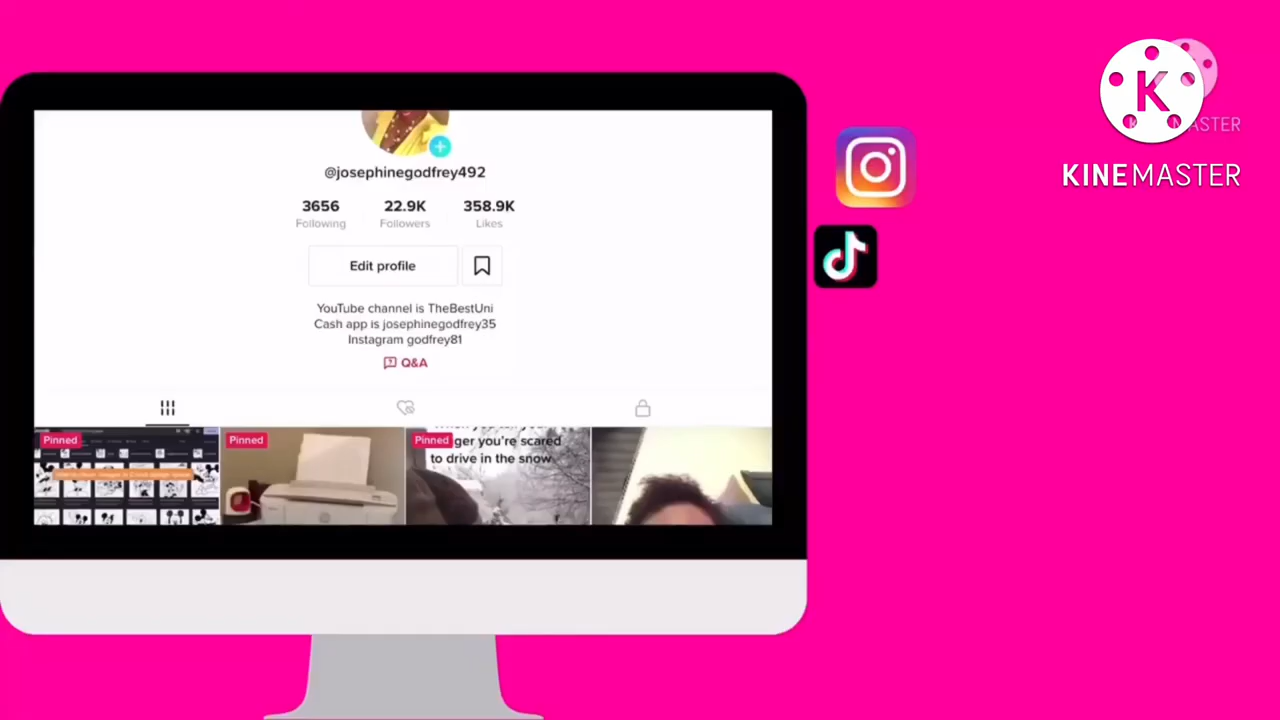 @josephinegodfrey492
3656 22.9K 358.9K
Following Followers Likes
Edit profile
YouTube channel is TheBestUni
Cash app is josephinegodfrey35
Instagram godfrey81
Q&A
Pinned
Pinned
Pinned
ger you're scared
to drive in the snow
K
KINEMASTER
MASTER